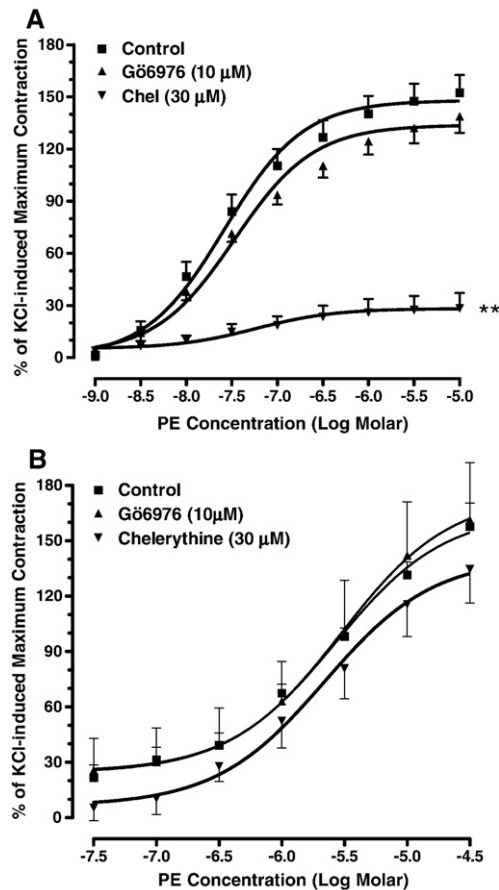 A
Control
Gö6976 (10 µM)
Chel (30 µM)
% of KCl-induced Maximum Contraction
180
150
120
90
60
30
0
**
-9.0 -8.5 -8.0 -7.5 -7.0 -6.5 -6.0 -5.5 -5.0
PE Concentration (Log Molar)
B
Control
Gö6976 (10µM)
Chelerythine (30 µM)
% of KCl-induced Maximum Contraction
180
150
120
90
60
30
0
-7.5 -7.0 -6.5 -6.0 -5.5 -5.0 -4.5
PE Concentration (Log Molar)